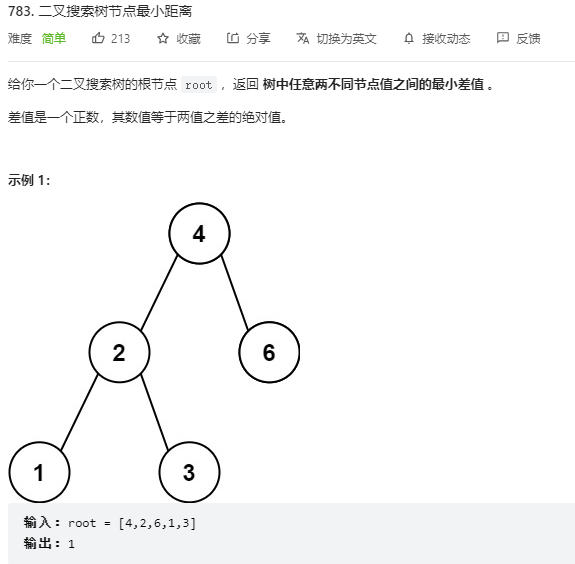 783. 二叉搜索树节点最小距离
难度 简单 213 收藏 分享 切换为英文 接收动态 反馈
给你一个二叉搜索树的根节点 root ，返回 树中任意两不同节点值之间的最小差值 。
差值是一个正数，其数值等于两值之差的绝对值。
示例 1：
4
2 6
1 3
输入：root = [4,2,6,1,3]
输出：1